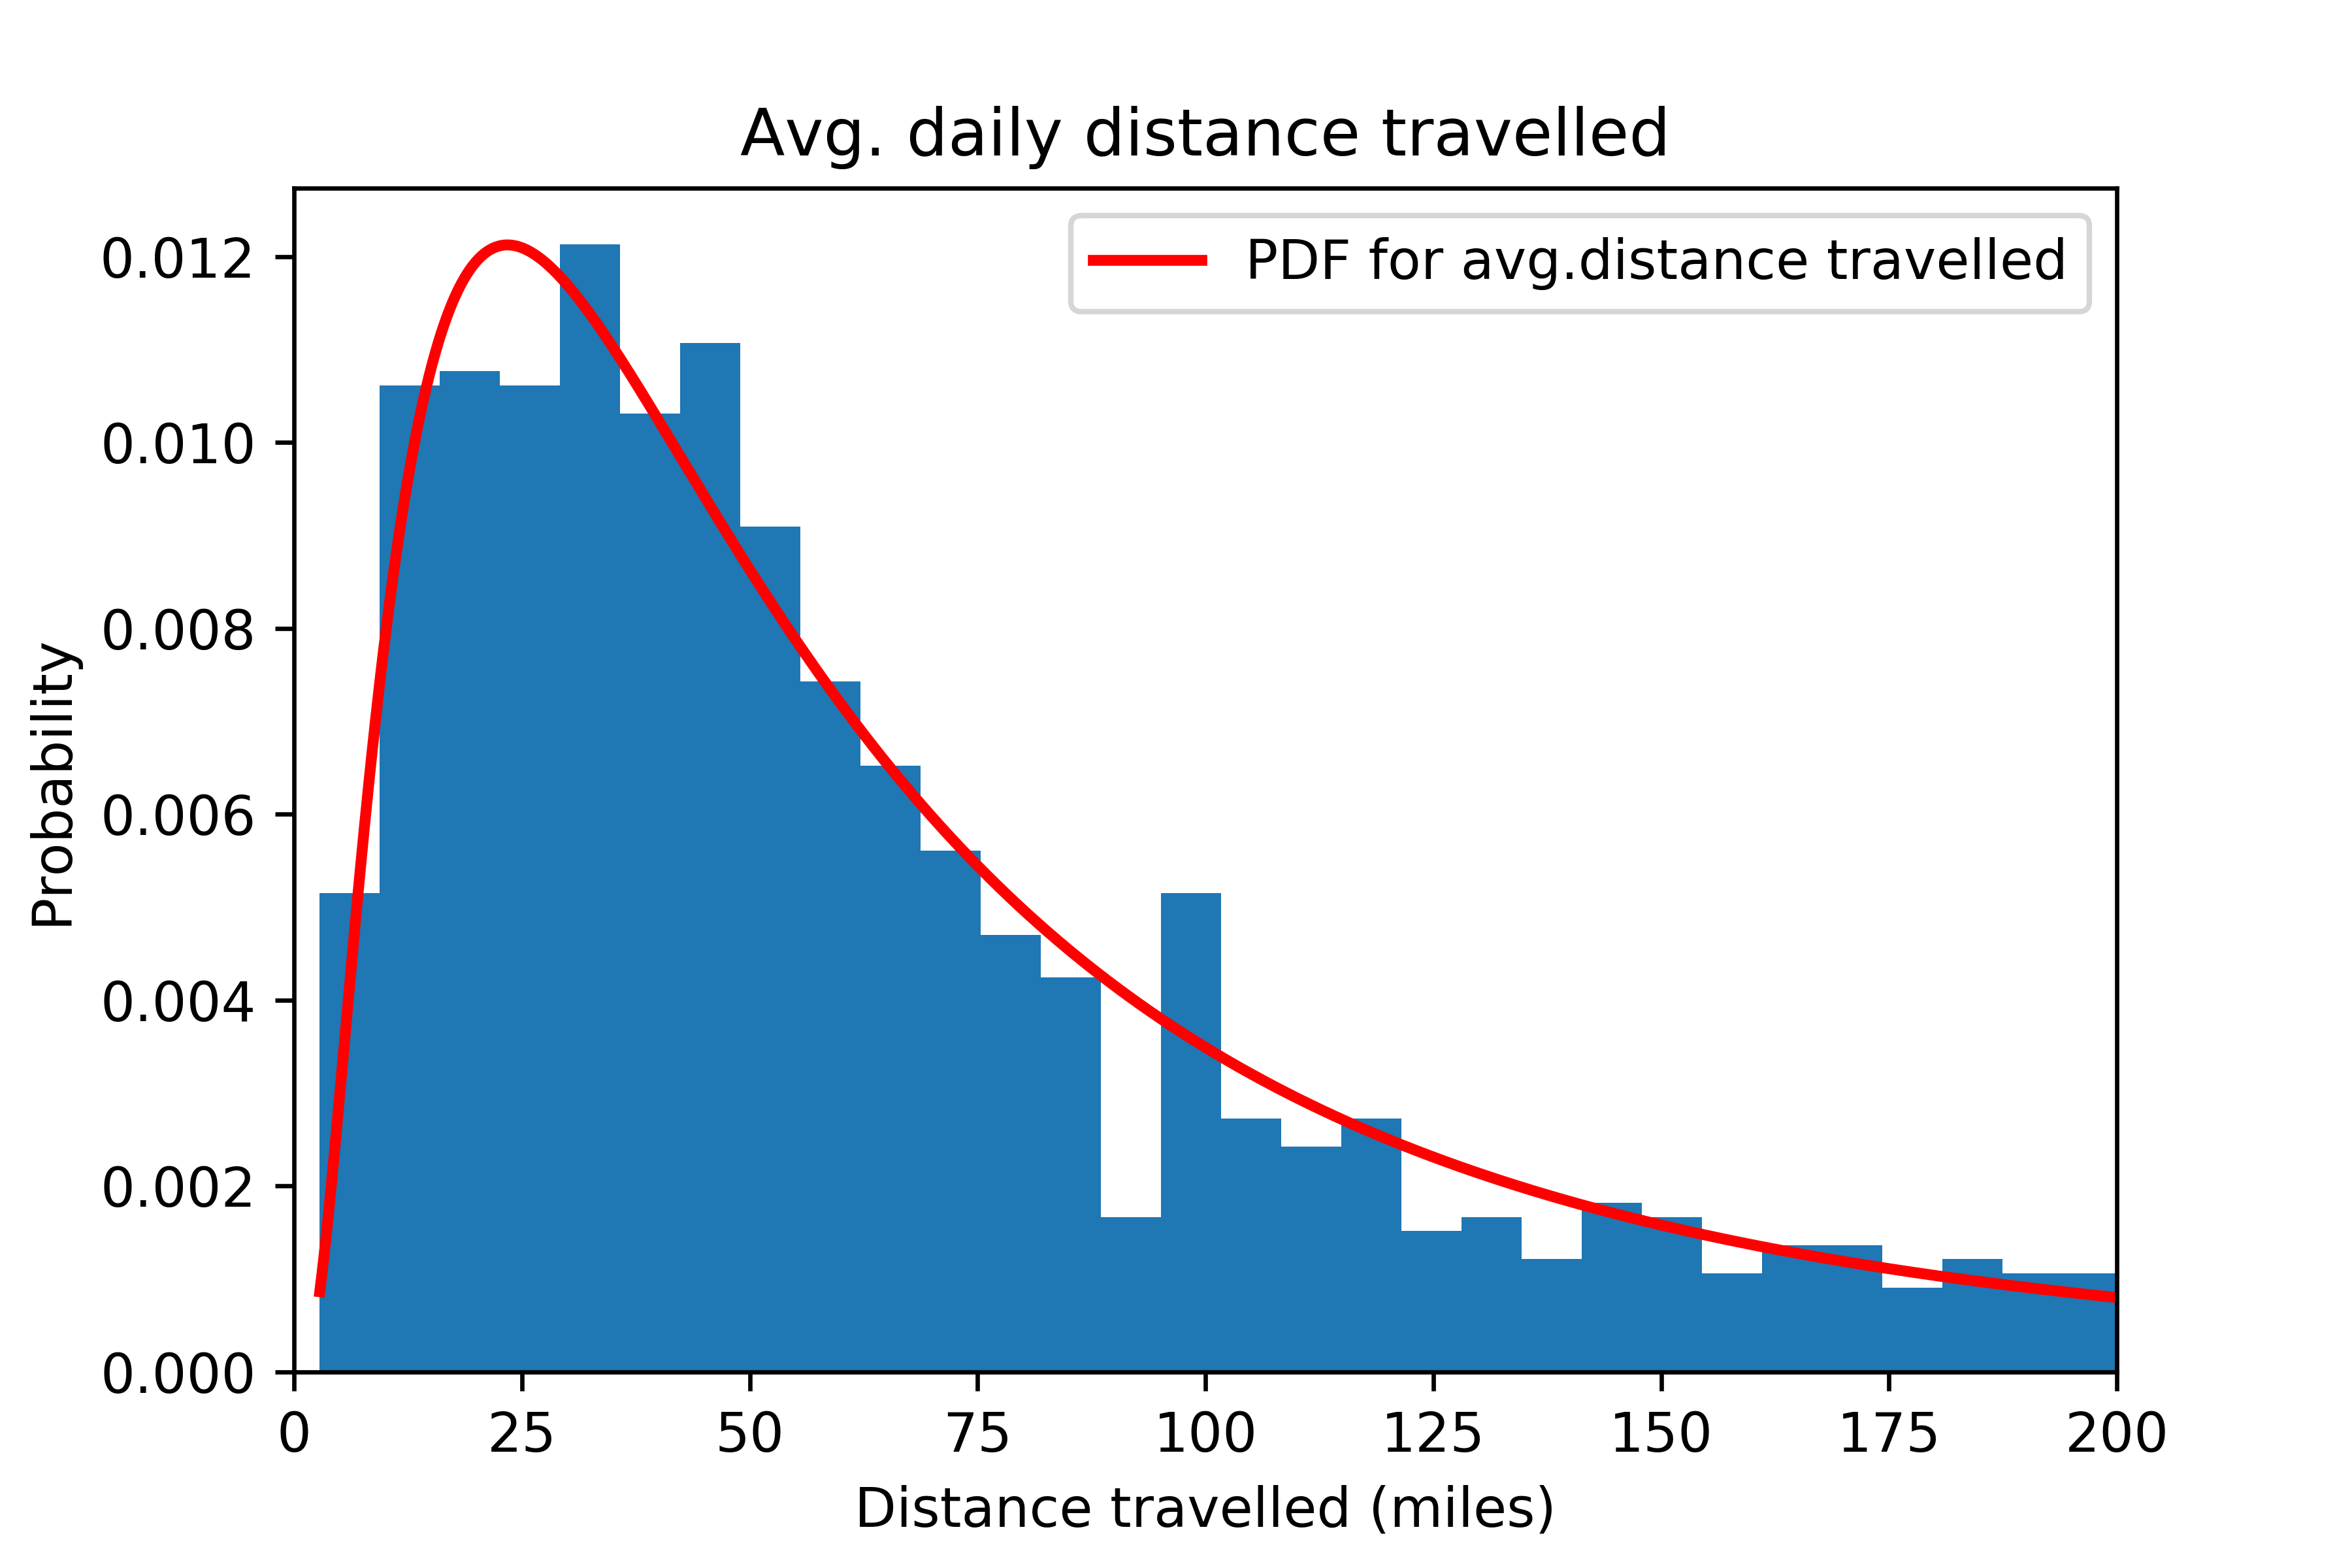 Avg. daily distance travelled
PDF for avg.distance travelled
0.012
0.010
0.008
0.006
0.004
0.002
0.000
Probability
0 25 50 75 100 125 150 175 200
Distance travelled (miles)